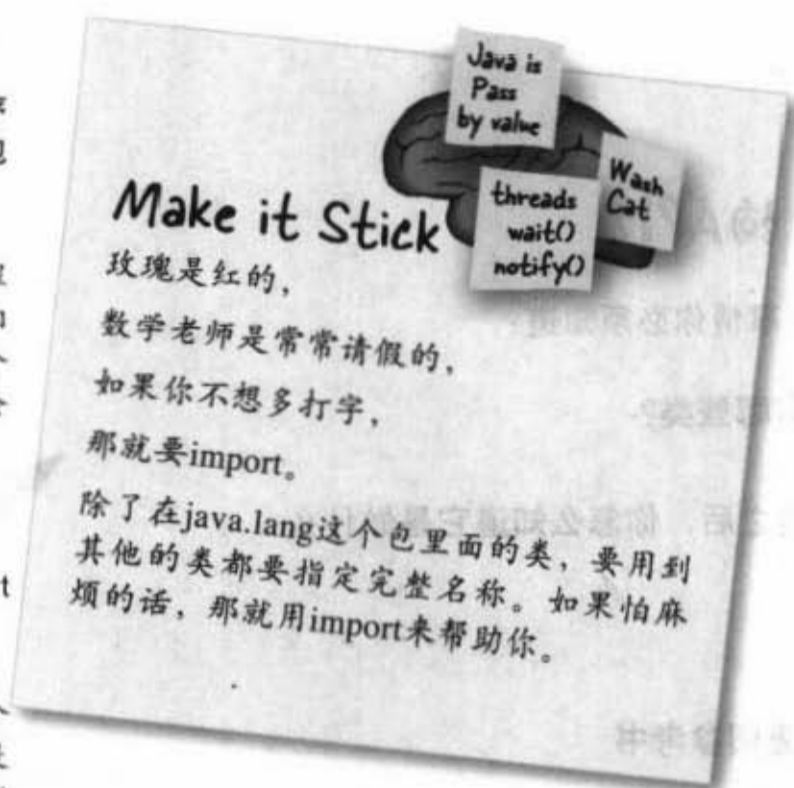 Java is
Pass
by value
Wash
Cat
threads
wait()
notify()
Make it Stick
玫瑰是红的，
数学老师是常常请假的，
如果你不想多打字，
那就要import。
除了在java.lang这个包里面的类，要用到
其他的类都要指定完整名称。如果怕麻
烦的话，那就用import来帮助你。